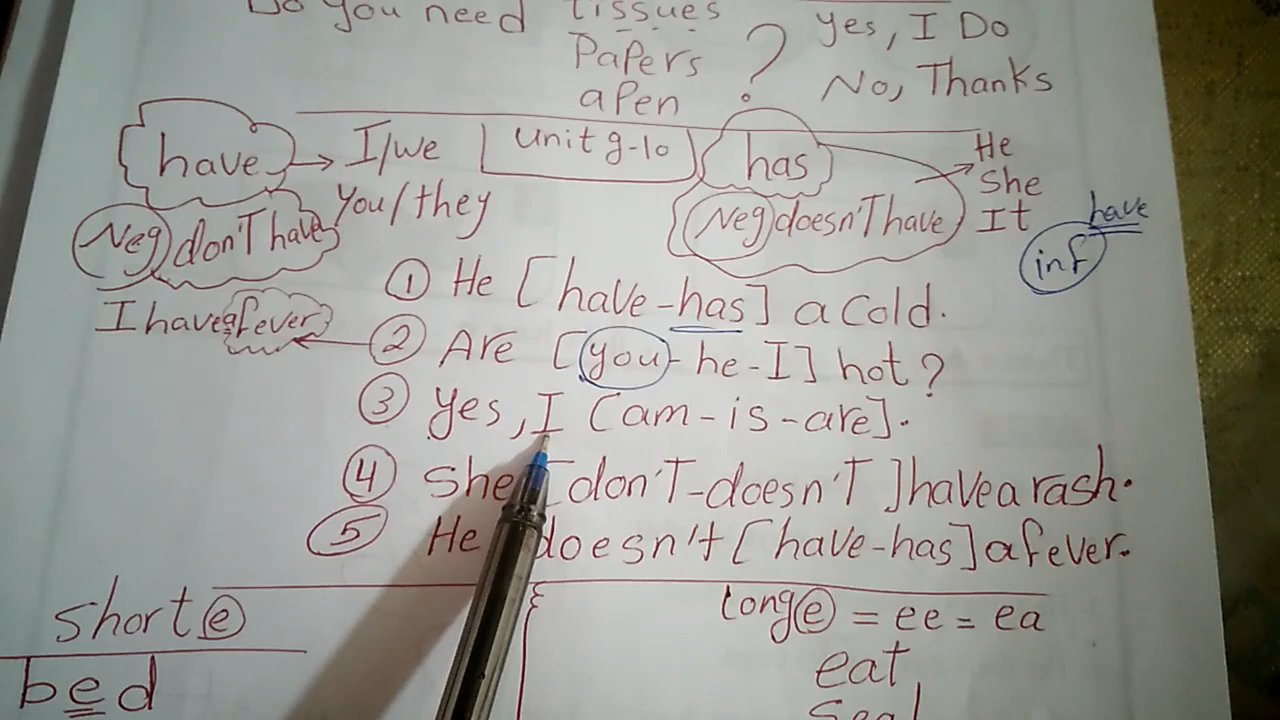 Do you need tissues
Papers
a Pen
?
Yes, I Do
No, Thanks
have → I/we
You/they
Neg don'T have
unit 9-10
has → He
She
It
Neg doesn'T have
have
inf
① He [have-has] a Cold.
I have a fever
② Are [you-he-I] hot?
③ Yes, I [am-is-are].
④ She [don'T-doesn'T] have a rash.
⑤ He doesn't [have-has] a fever.
short e
bed
long e = ee = ea
eat